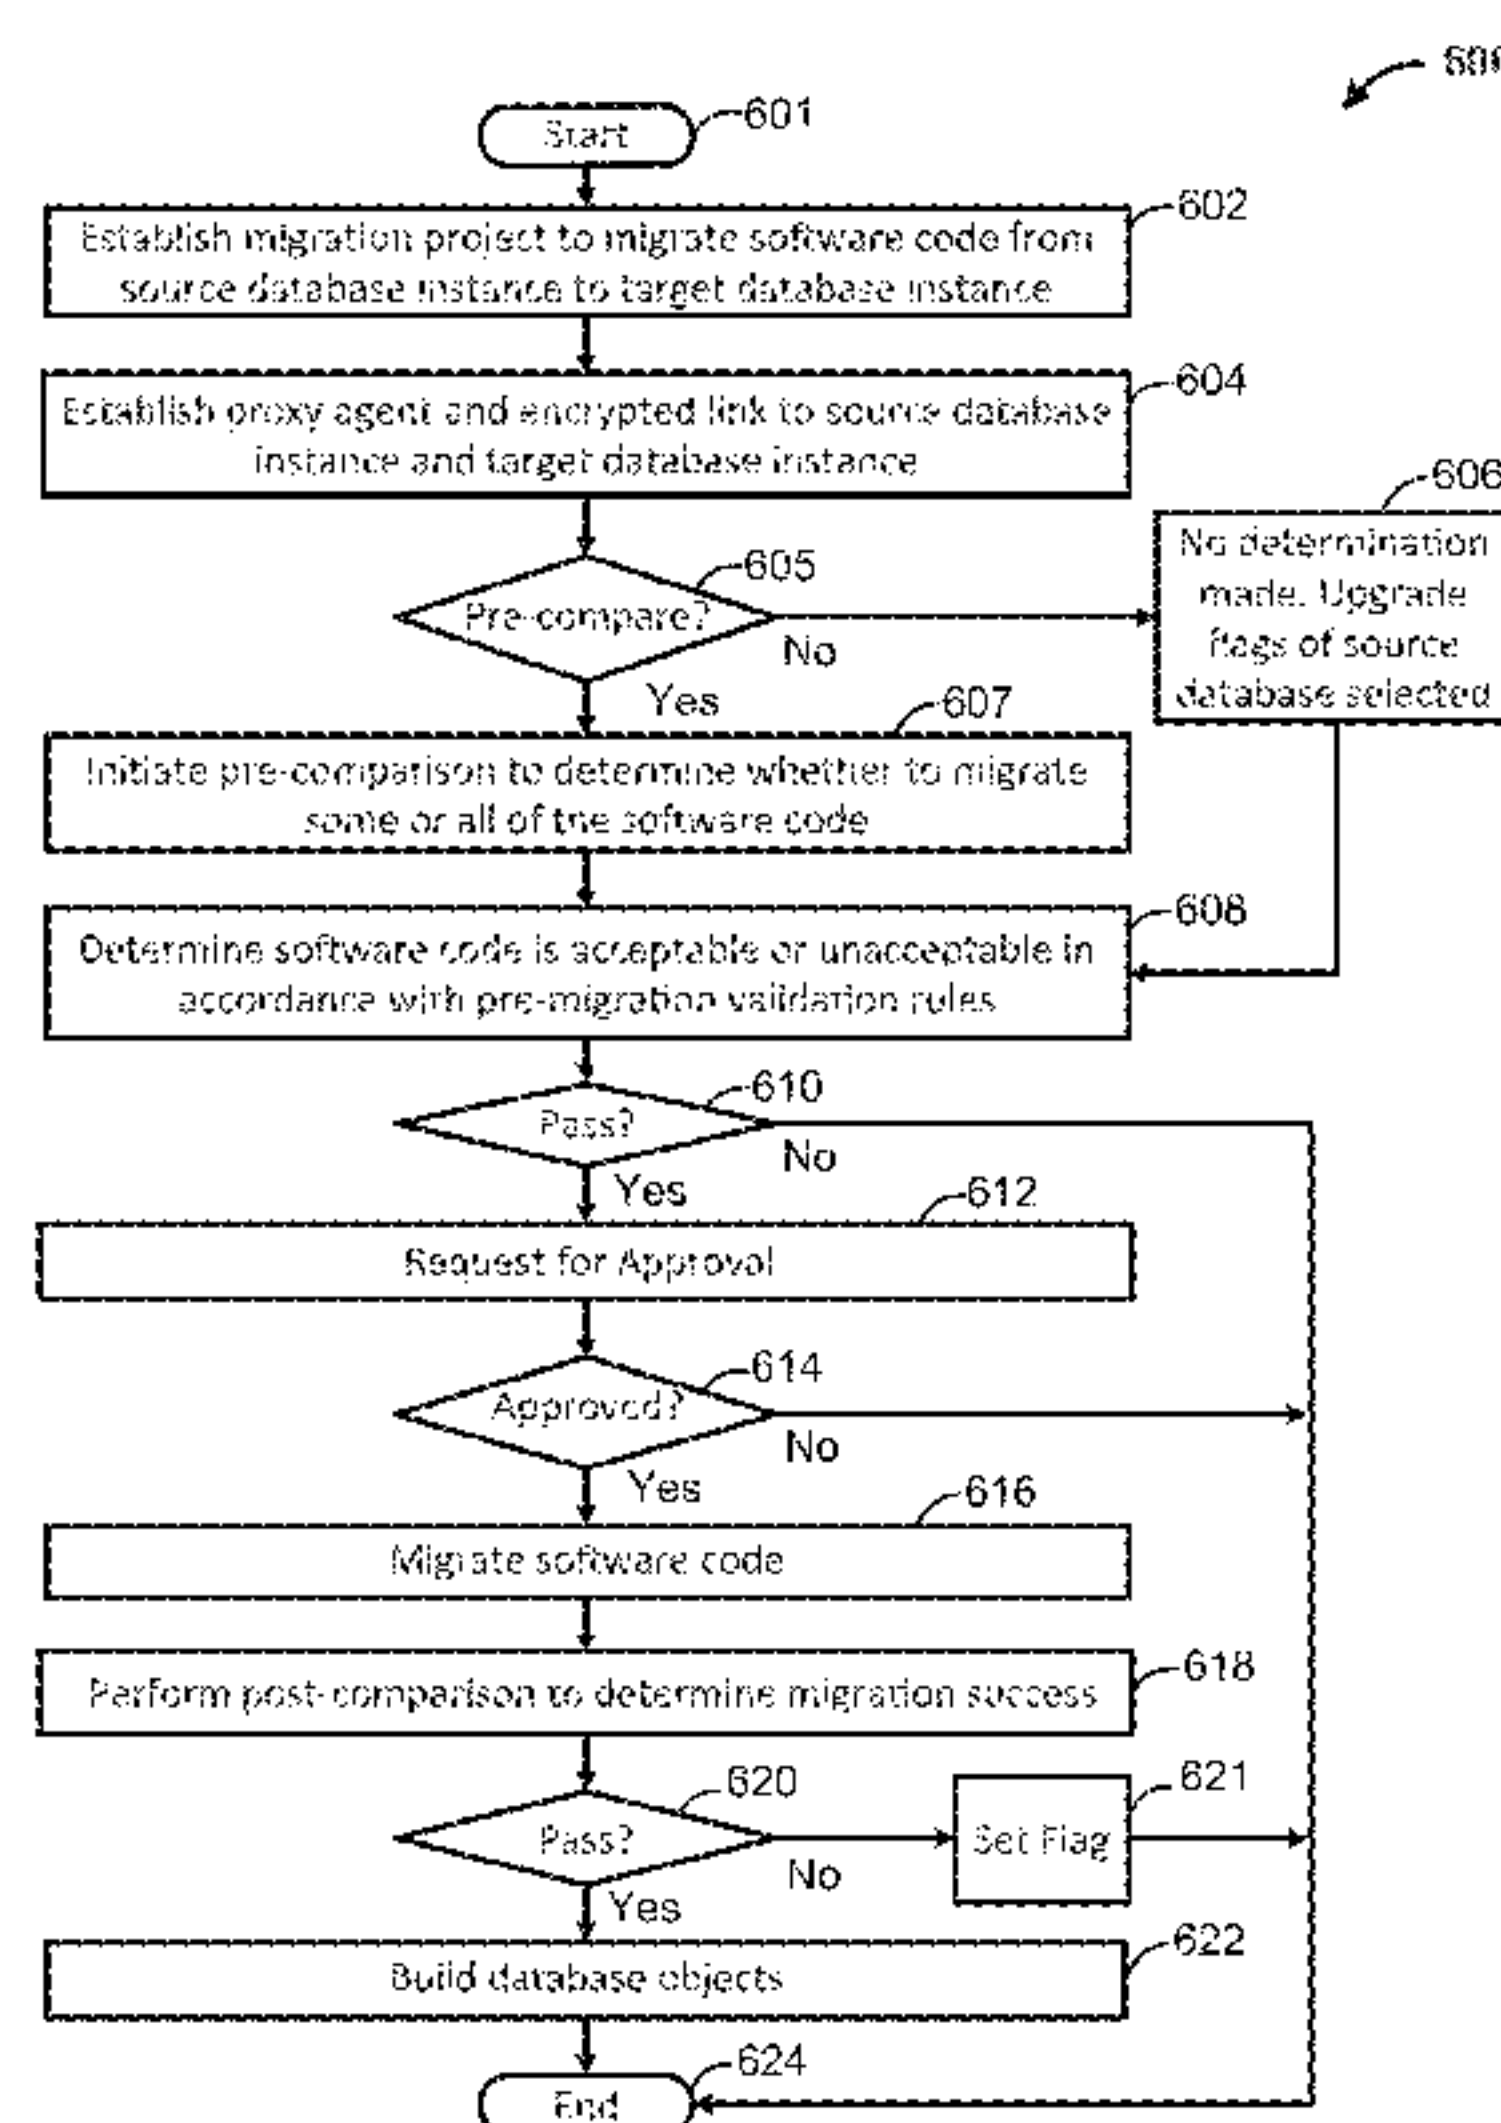 Start
601
602
Establish migration project to migrate software code from
source database instance to target database instance
604
Establish proxy agent and encrypted link to source database
instance and target database instance
606
No determination
made. Upgrade
flags of source
database selected
605
Pre-compare?
No
Yes
607
Initiate pre-comparison to determine whether to migrate
some or all of the software code
608
Determine software code is acceptable or unacceptable in
accordance with pre-migration validation rules
610
Pass?
No
Yes
612
Request for Approval
614
Approved?
No
Yes
616
Migrate software code
618
Perform post-comparison to determine migration success
620
Pass?
No
621
Set Flag
Yes
622
Build database objects
624
End